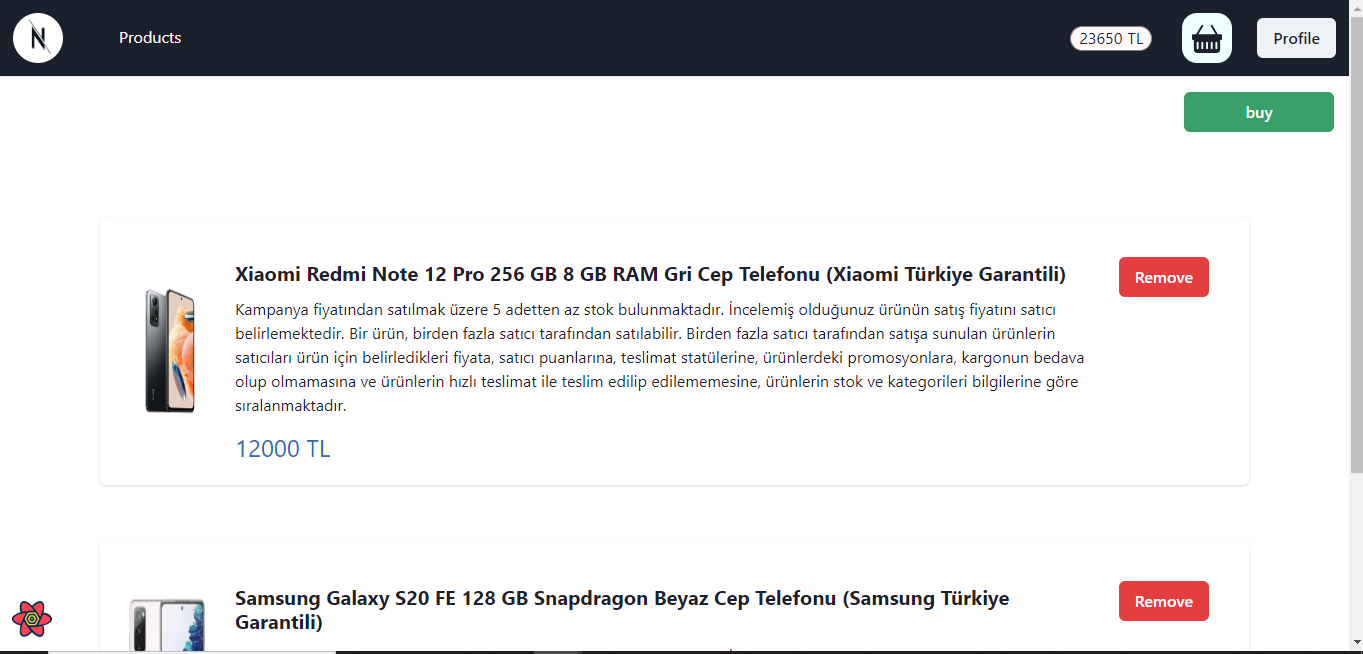 N
Products
23650 TL
Profile
buy
Xiaomi Redmi Note 12 Pro 256 GB 8 GB RAM Gri Cep Telefonu (Xiaomi Türkiye Garantili)
Remove
Kampanya fiyatından satılmak üzere 5 adetten az stok bulunmaktadır. İncelemiş olduğunuz ürünün satış fiyatını satıcı
belirlemektedir. Bir ürün, birden fazla satıcı tarafından satılabilir. Birden fazla satıcı tarafından satışa sunulan ürünlerin
satıcıları ürün için belirledikleri fiyata, satıcı puanlarına, teslimat statülerine, ürünlerdeki promosyonlara, kargonun bedava
olup olmamasına ve ürünlerin hızlı teslimat ile teslim edilip edilememesine, ürünlerin stok ve kategorileri bilgilerine göre
sıralanmaktadır.
12000 TL
Samsung Galaxy S20 FE 128 GB Snapdragon Beyaz Cep Telefonu (Samsung Türkiye
Garantili)
Remove